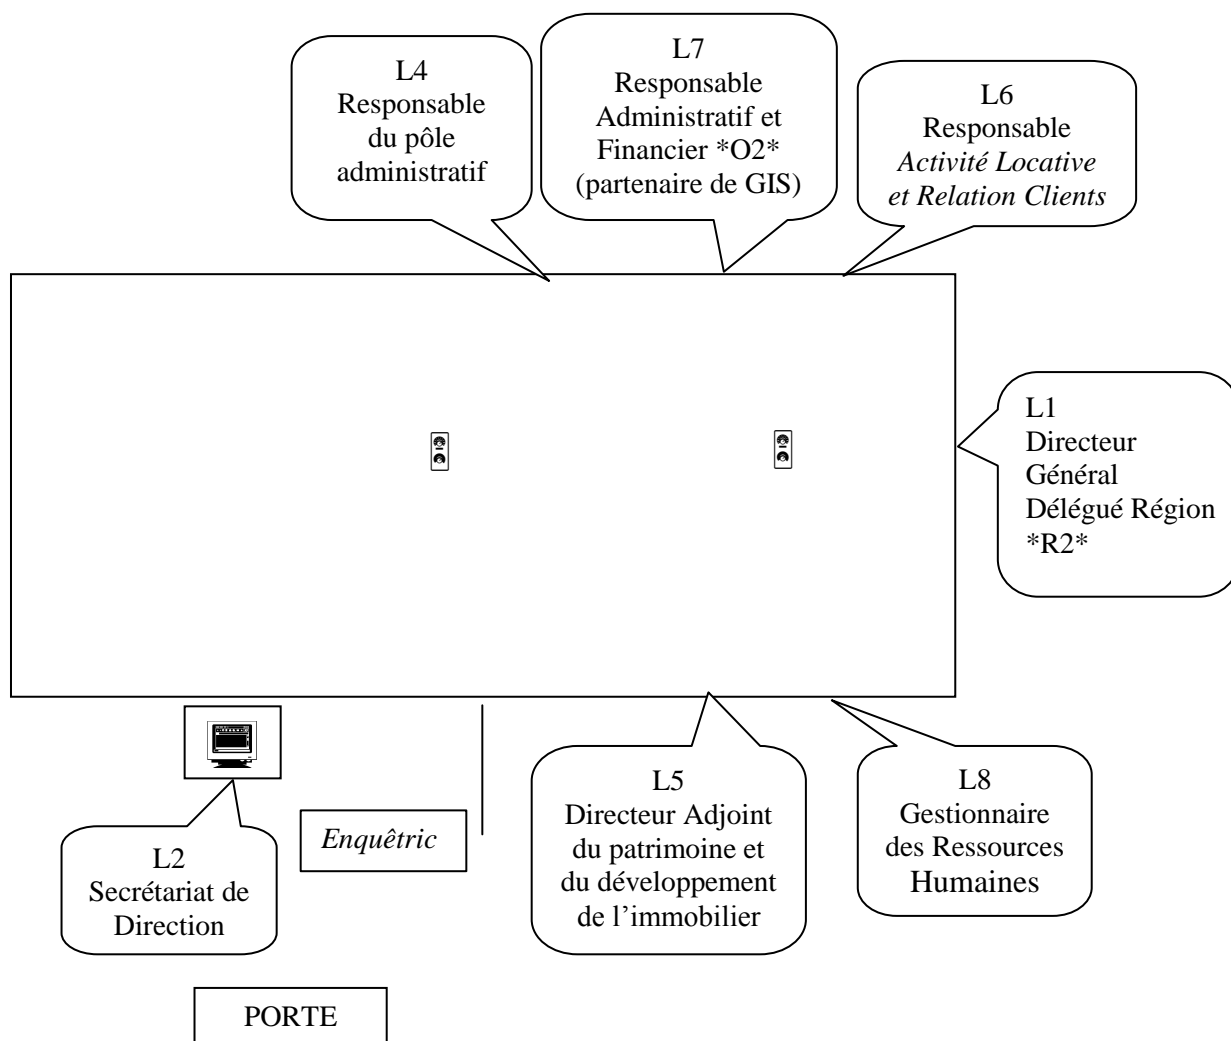 L4
Responsable
du pôle
administratif
L7
Responsable
Administratif et
Financier *O2*
(partenaire de GIS)
L6
Responsable
Activité Locative
et Relation Clients
L1
Directeur
Général
Délégué Région
*R2*
L2
Secrétariat de
Direction
Enquêtric
L5
Directeur Adjoint
du patrimoine et
du développement
de l’immobilier
L8
Gestionnaire
des Ressources
Humaines
PORTE